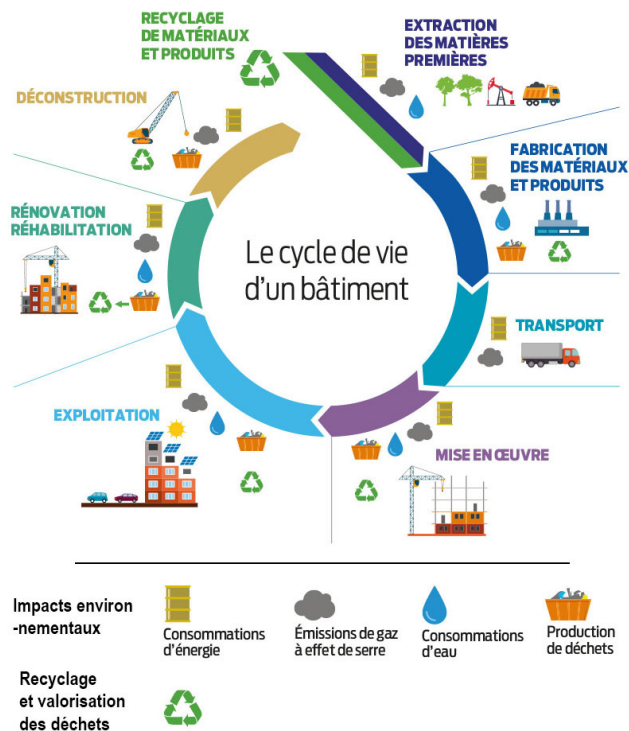 RECYCLAGE
DE MATÉRIAUX
ET PRODUITS
EXTRACTION
DES MATIÈRES
PREMIÈRES
DÉCONSTRUCTION
FABRICATION
DES MATÉRIAUX
ET PRODUITS
RÉNOVATION
RÉHABILITATION
Le cycle de vie
d'un bâtiment
TRANSPORT
EXPLOITATION
MISE EN ŒUVRE
Impacts environ
-nementaux
Consommations
d'énergie
Émissions de gaz
à effet de serre
Consommations
d'eau
Production
de déchets
Recyclage
et valorisation
des déchets